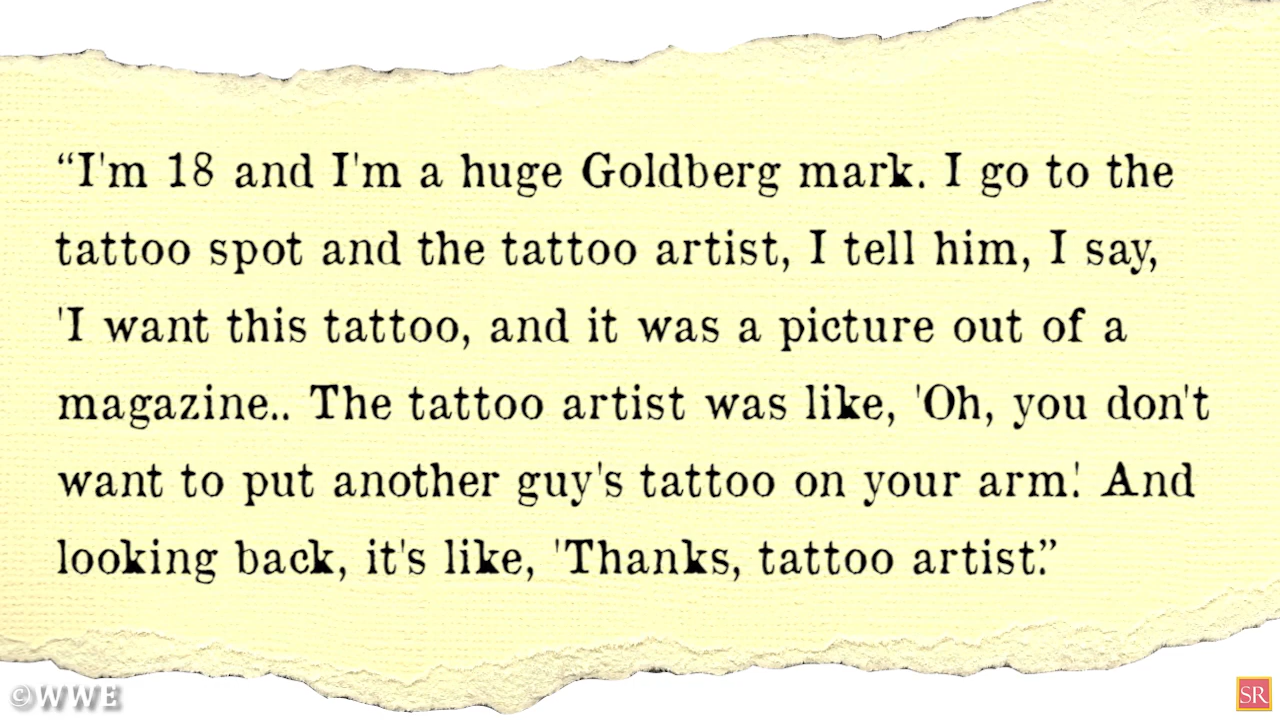 “I'm 18 and I'm a huge Goldberg mark. I go to the
tattoo spot and the tattoo artist, I tell him, I say,
'I want this tattoo, and it was a picture out of a
magazine.. The tattoo artist was like, 'Oh, you don't
want to put another guy's tattoo on your arm.' And
looking back, it's like, 'Thanks, tattoo artist.”
©WWE
SR